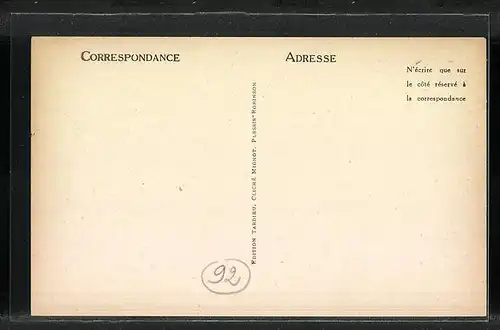 CORRESPONDANCE
ADRESSE
N'écrire que sur
le côté réservé à
la correspondance
EDITION TARDIEU, CLICHÉ MIGNOT, PLESSIS-ROBINSON
92